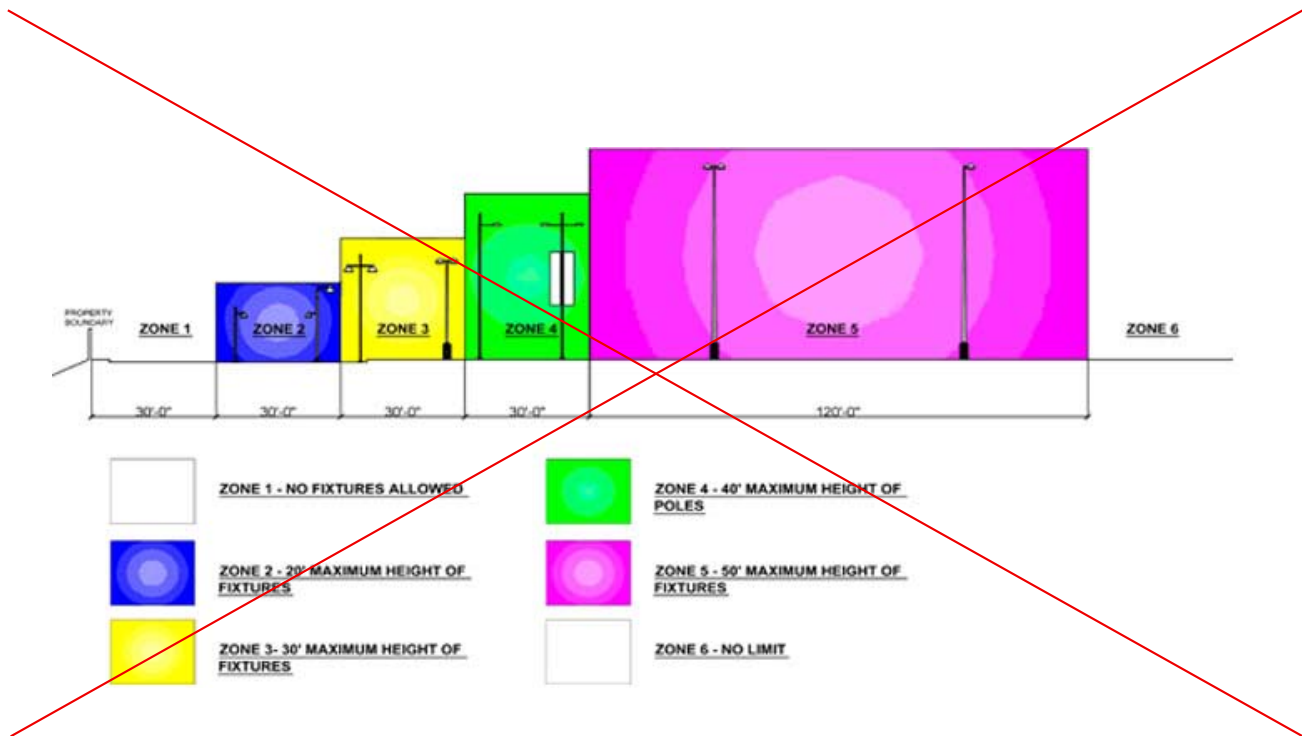 PROPERTY
BOUNDARY
ZONE 1
ZONE 2
ZONE 3
ZONE 4
ZONE 5
ZONE 6
30'-0"
30'-0"
30'-0"
30'-0"
120'-0"
ZONE 1 - NO FIXTURES ALLOWED
ZONE 2 - 20' MAXIMUM HEIGHT OF
FIXTURES
ZONE 3- 30' MAXIMUM HEIGHT OF
FIXTURES
ZONE 4 - 40' MAXIMUM HEIGHT OF
POLES
ZONE 5 - 50' MAXIMUM HEIGHT OF
FIXTURES
ZONE 6 - NO LIMIT